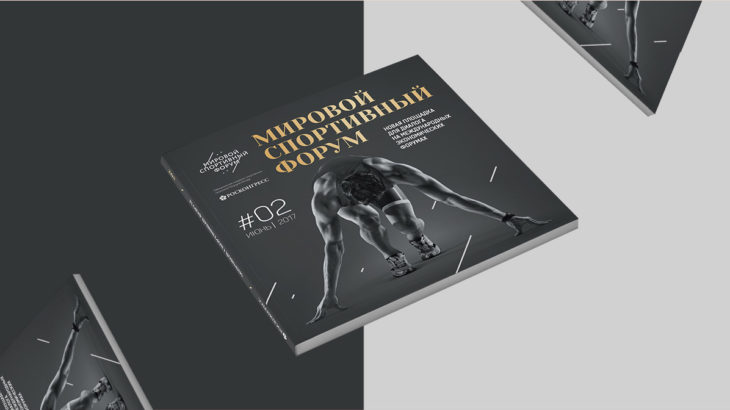 МИРОВОЙ
СПОРТИВНЫЙ
ФОРУМ
НОВАЯ ПЛОЩАДКА
ДЛЯ ДИАЛОГА
НА МЕЖДУНАРОДНЫХ
ЭКОНОМИЧЕСКИХ
ФОРУМАХ
МИРОВОЙ
СПОРТИВНЫЙ
ФОРУМ
РОСКОНГРЕСС
#02
ИЮНЬ | 2017